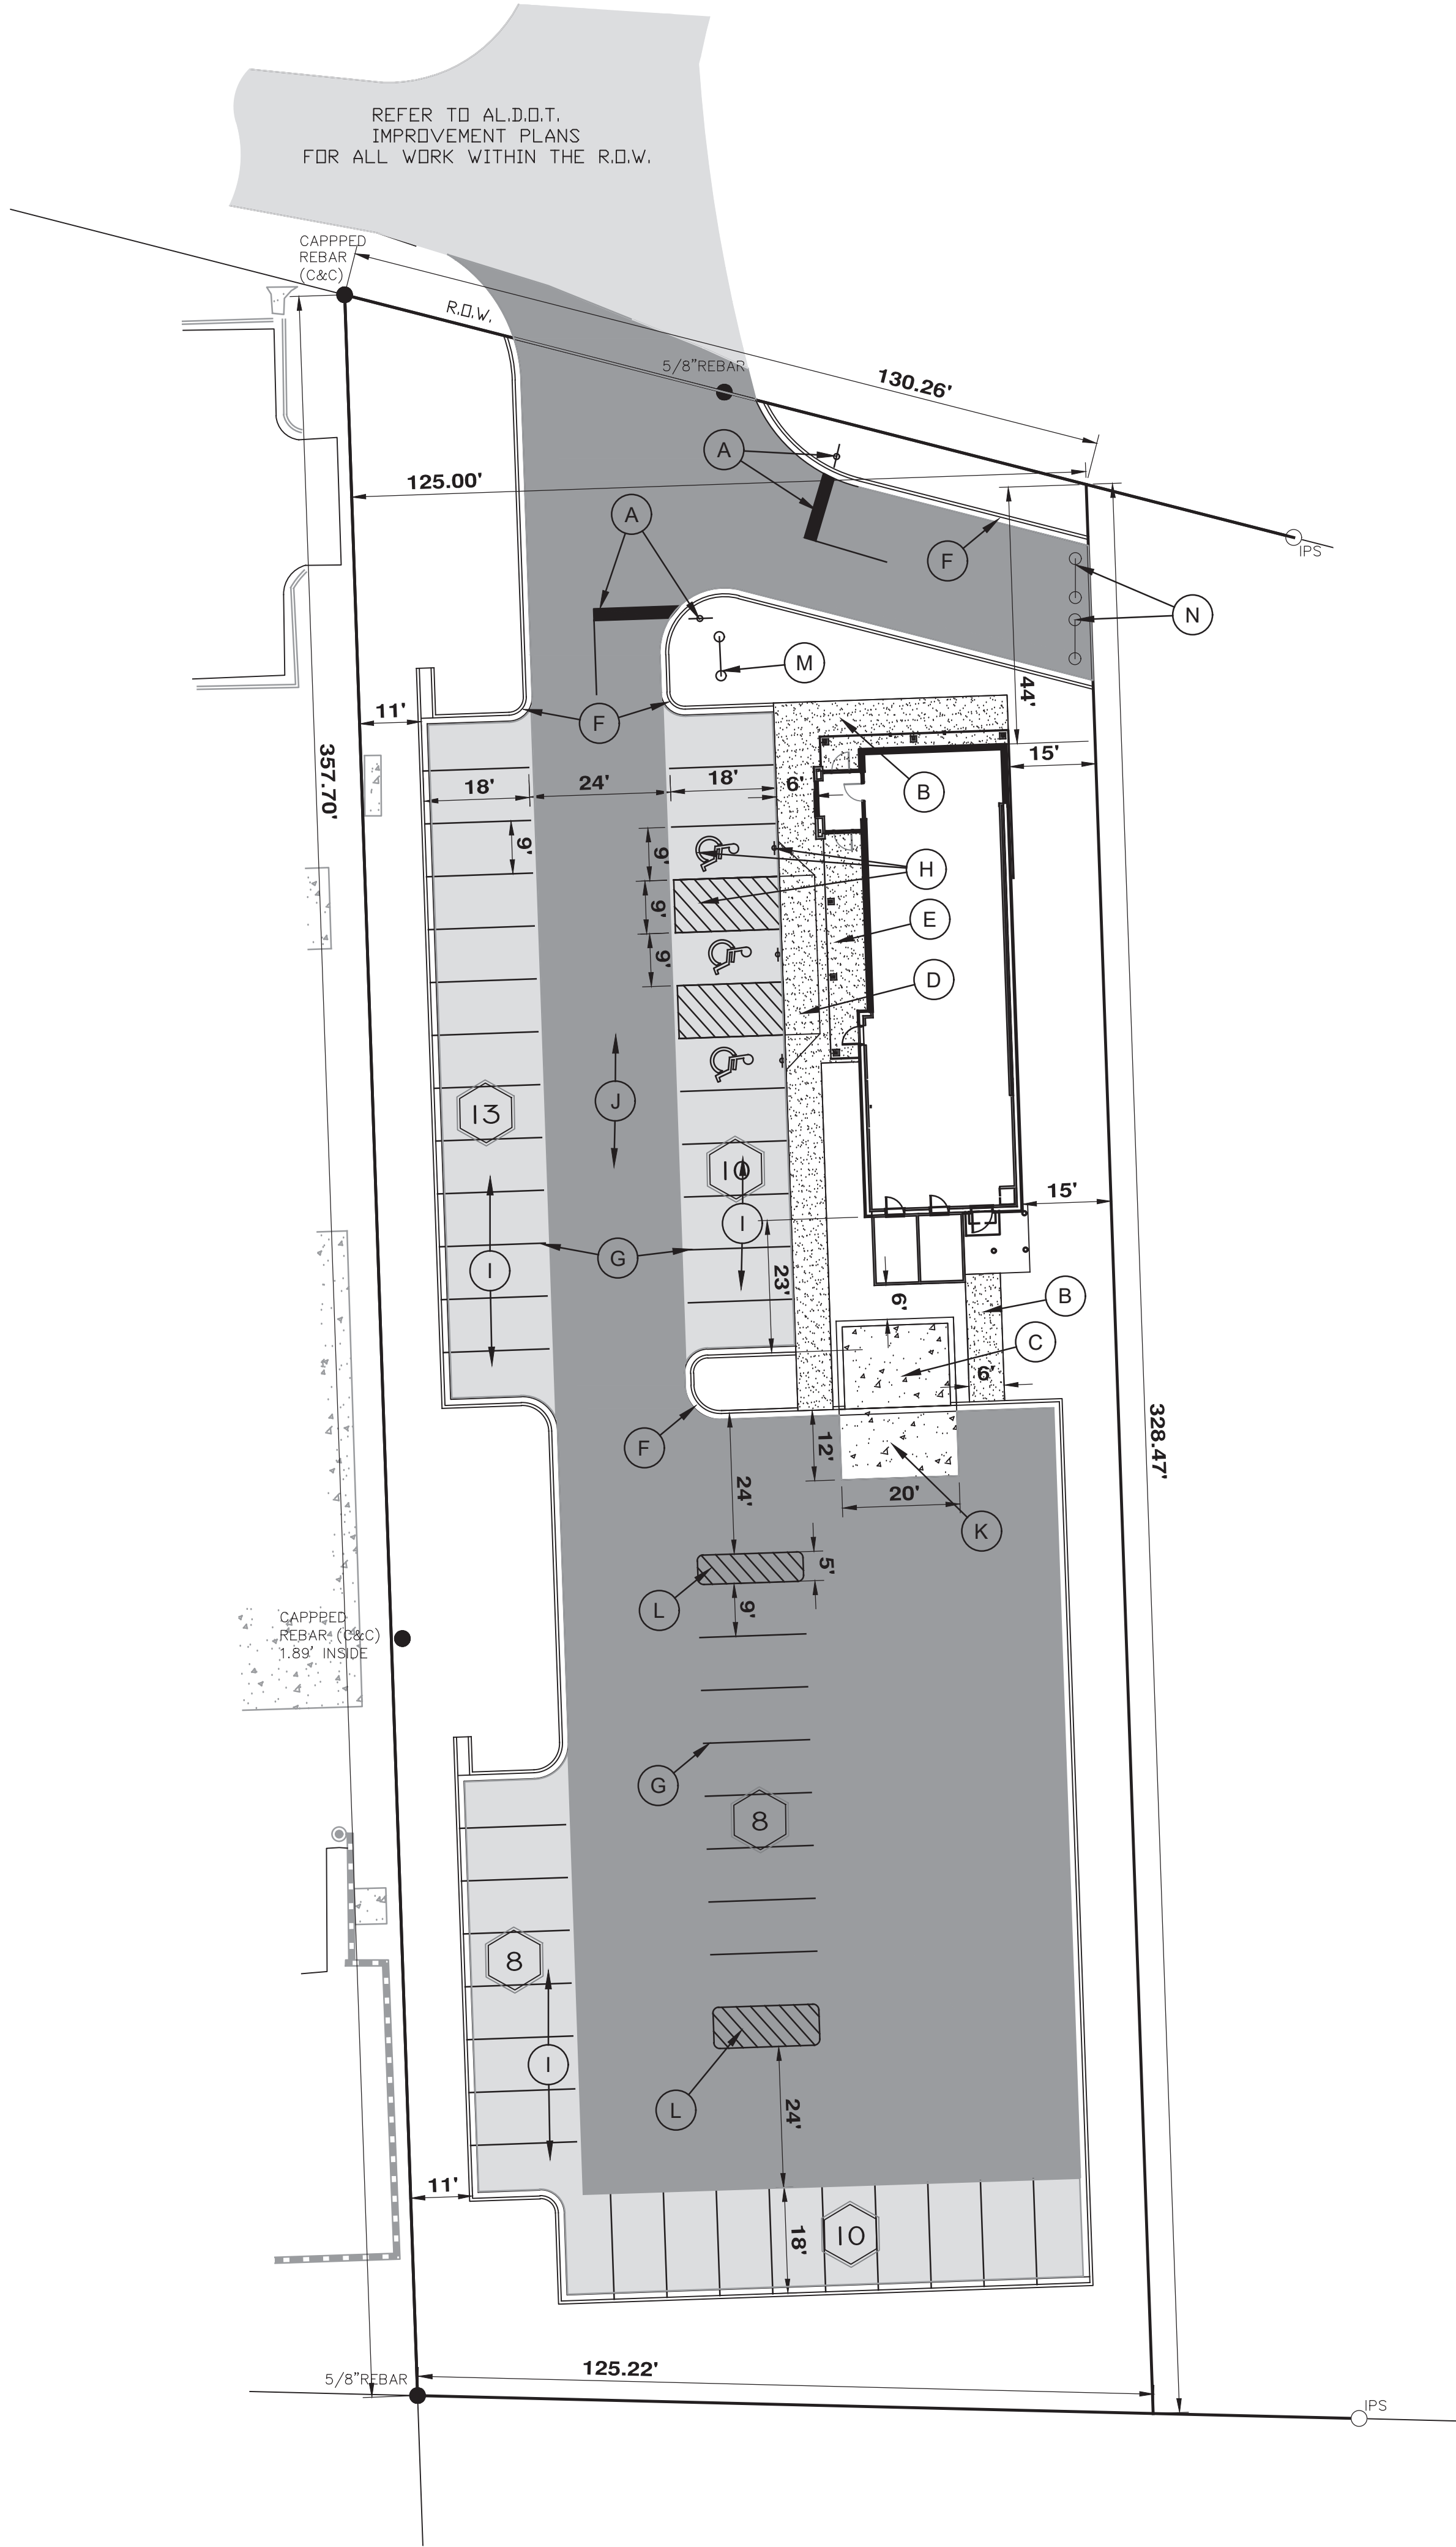 REFER TO AL.D.O.T.
IMPROVEMENT PLANS
FOR ALL WORK WITHIN THE R.O.W.
CAPPPED
REBAR
(C&C)
R.O.W.
5/8"REBAR
130.26'
A
125.00'
A
F
IPS
N
M
44'
11'
F
357.70'
15'
18'
24'
18'
6'
B
9'
9'
H
9'
E
9'
D
J
13
10
15'
I
G
I
23'
6'
B
C
6'
F
12'
24'
328.47'
20'
K
5'
L
9'
CAPPPED
REBAR (C&C)
1.89' INSIDE
G
8
8
I
L
24'
11'
18'
10
125.22'
5/8"REBAR
IPS